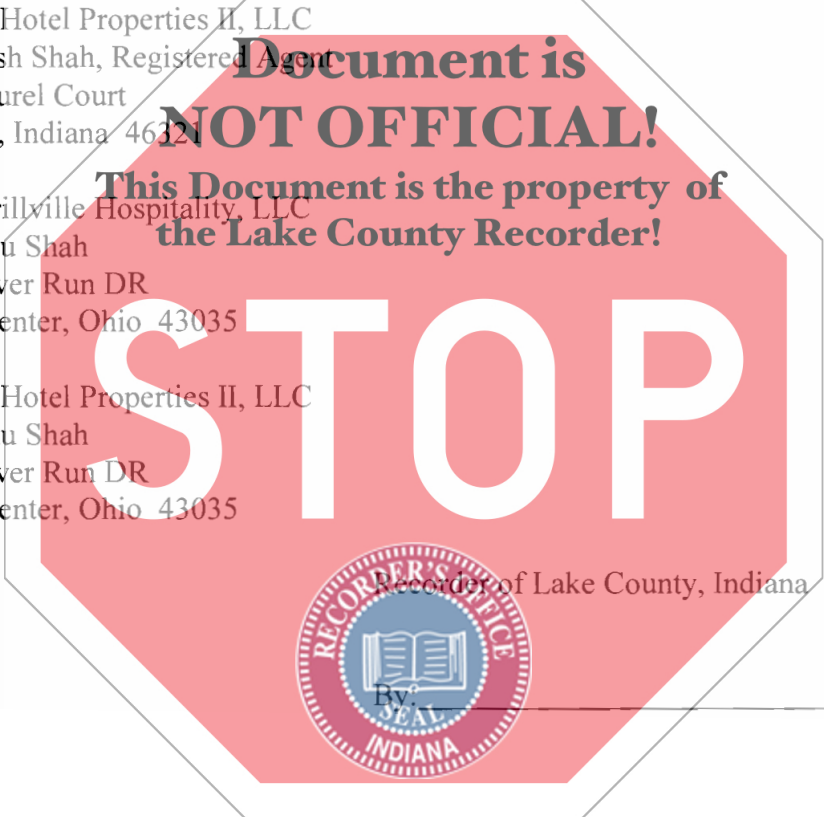 Hotel Properties II, LLC
sh Shah, Registered Agent
urel Court
, Indiana 46321
Document is
NOT OFFICIAL!
This Document is the property of
the Lake County Recorder!
illville Hospitality, LLC
u Shah
ver Run DR
enter, Ohio 43035
STOP
Hotel Properties II, LLC
u Shah
ver Run DR
enter, Ohio 43035
Recorder of Lake County, Indiana
By:
RECORDER'S OFFICE
SEAL
INDIANA